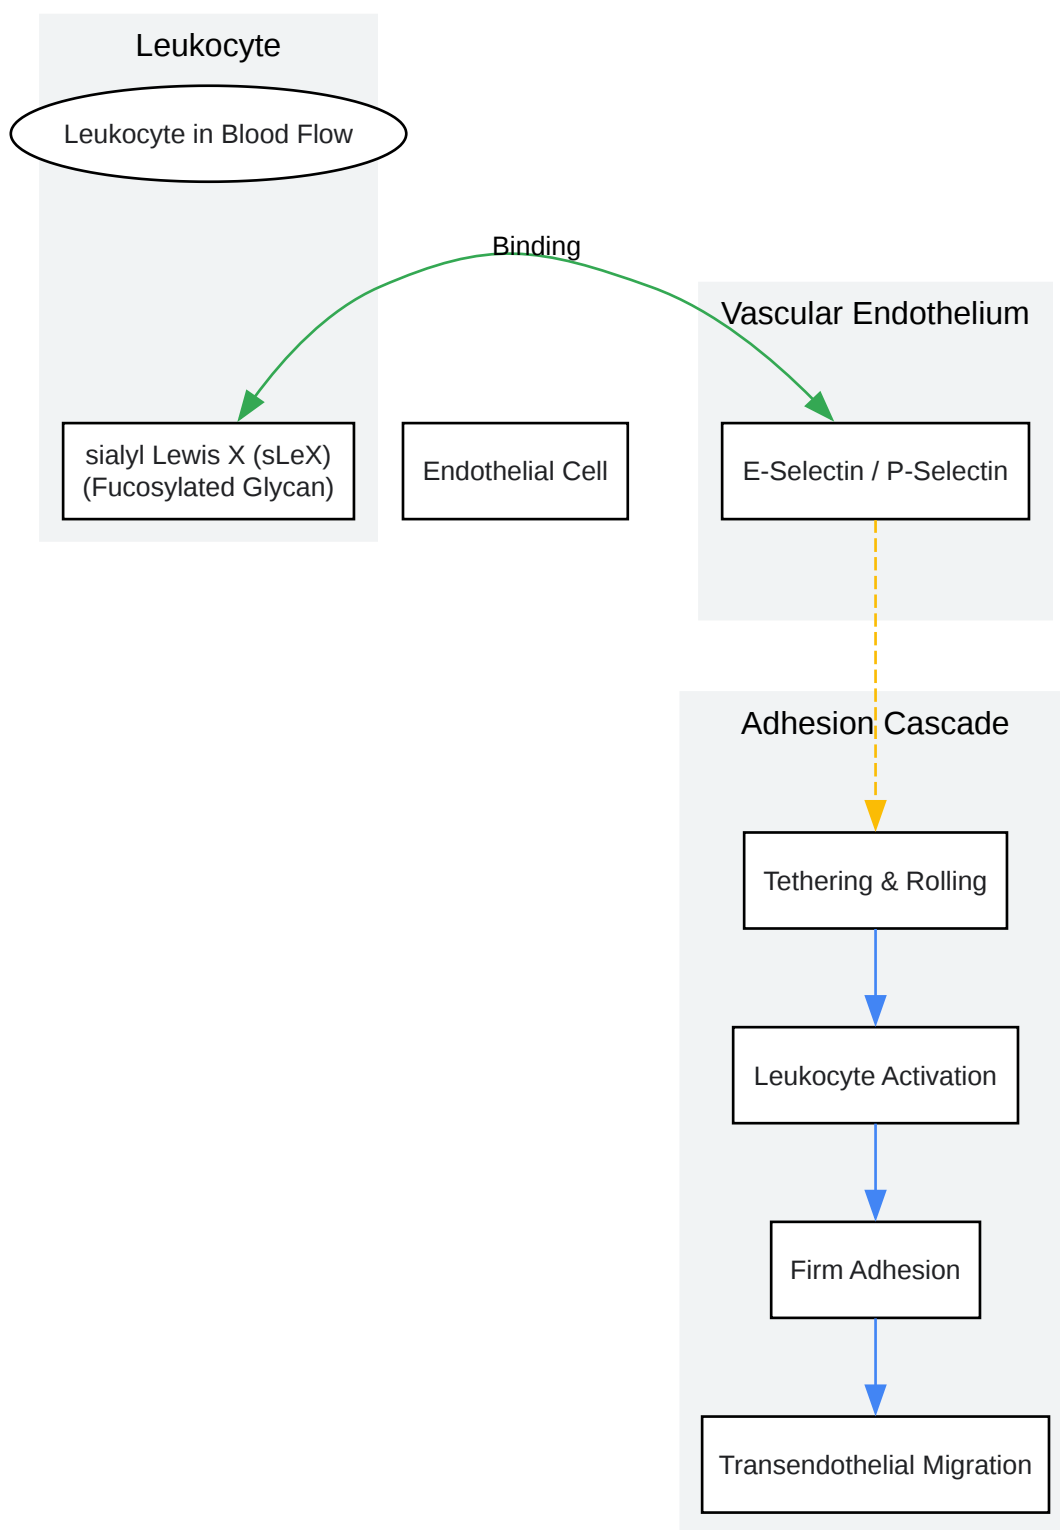 Leukocyte
Leukocyte in Blood Flow
Binding
Vascular Endothelium
sialyl Lewis X (sLeX)
(Fucosylated Glycan)
Endothelial Cell
E-Selectin / P-Selectin
Adhesion Cascade
Tethering & Rolling
Leukocyte Activation
Firm Adhesion
Transendothelial Migration